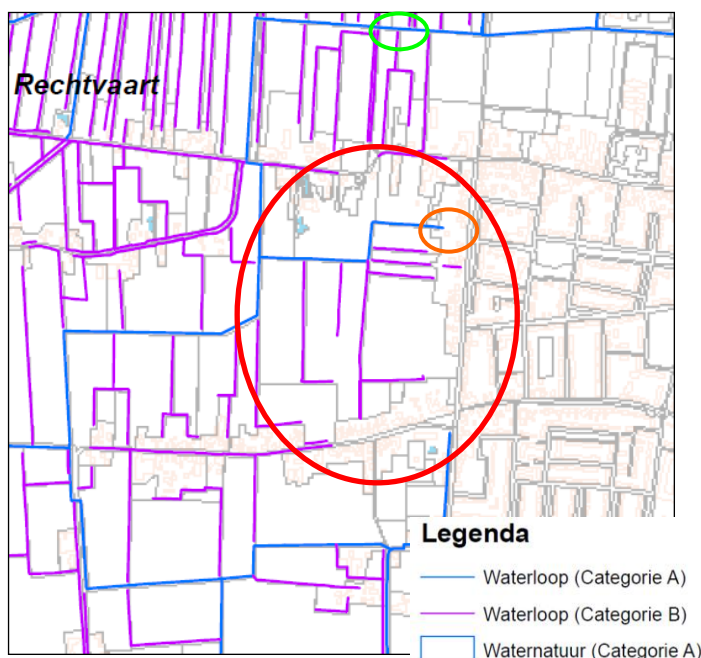 Rechtvaart
Legenda
Waterloop (Categorie A)
Waterloop (Categorie B)
Waternatuur (Categorie A)